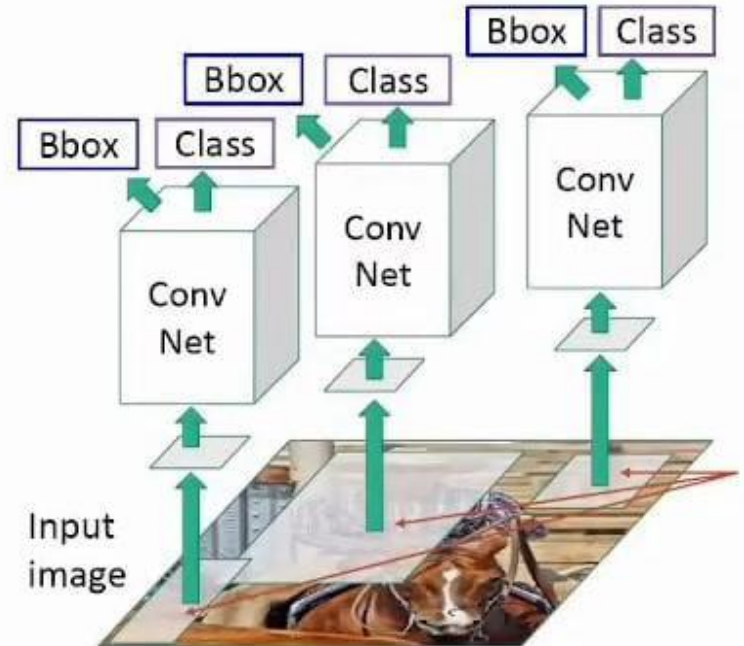 Bbox
Class
Bbox
Class
Bbox
Class
Conv
Net
Conv
Net
Conv
Net
Input
image